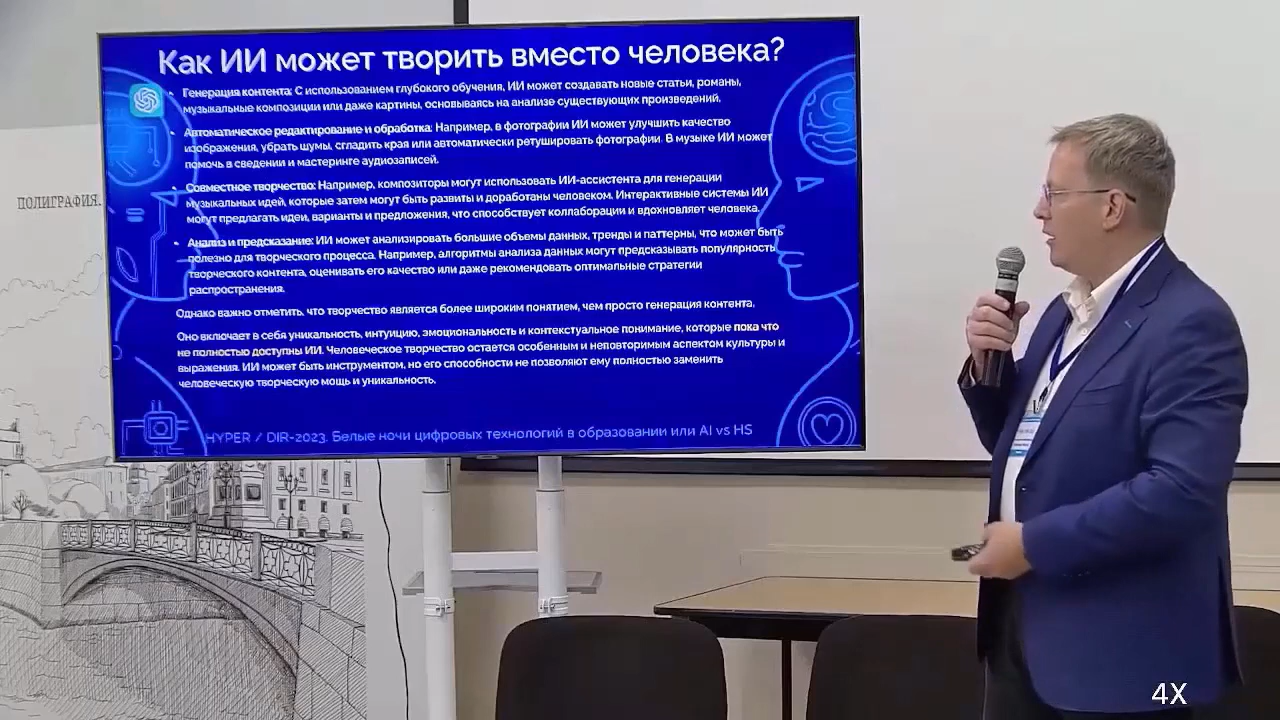 Как ИИ может творить вместо человека?
• Генерация контента: С использованием глубокого обучения, ИИ может создавать новые статьи, романы,
музыкальные композиции или даже картины, основываясь на анализе существующих произведений.
• Автоматическое редактирование и обработка: Например, в фотографии ИИ может улучшить качество
изображения, убрать шумы, сгладить края или автоматически ретушировать фотографии. В музыке ИИ может
помочь в сведении и мастеринге аудиозаписей.
• Совместное творчество: Например, композиторы могут использовать ИИ-ассистента для генерации
музыкальных идей, которые затем могут быть развиты и доработаны человеком. Интерактивные системы ИИ
могут предлагать идеи, варианты и предложения, что способствует коллаборации и вдохновляет человека.
• Анализ и предсказание: ИИ может анализировать большие объемы данных, тренды и паттерны, что может быть
полезно для творческого процесса. Например, алгоритмы анализа данных могут предсказывать популярность
творческого контента, оценивать его качество или даже рекомендовать оптимальные стратегии
распространения.
Однако важно отметить, что творчество является более широким понятием, чем просто генерация контента.
Оно включает в себя уникальность, интуицию, эмоциональность и контекстуальное понимание, которые пока что
не полностью доступны ИИ. Человеческое творчество остается особенным и неповторимым аспектом культуры и
выражения. ИИ может быть инструментом, но его способности не позволяют ему полностью заменить
человеческую творческую мощь и уникальность.
HYPER / DIR-2023. Белые ночи цифровых технологий в образовании или AI vs HS
ПОЛИГРАФИЯ.
4X